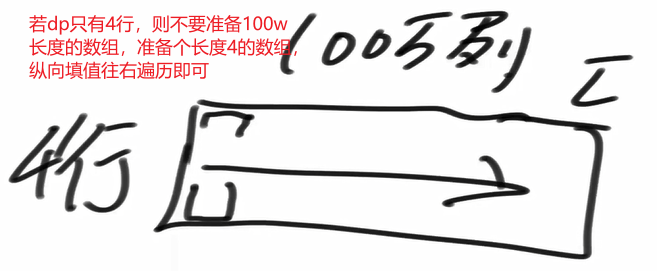 若dp只有4行，则不要准备100w
长度的数组，准备个长度4的数组，
纵向填值往右遍历即可
100万列
4行